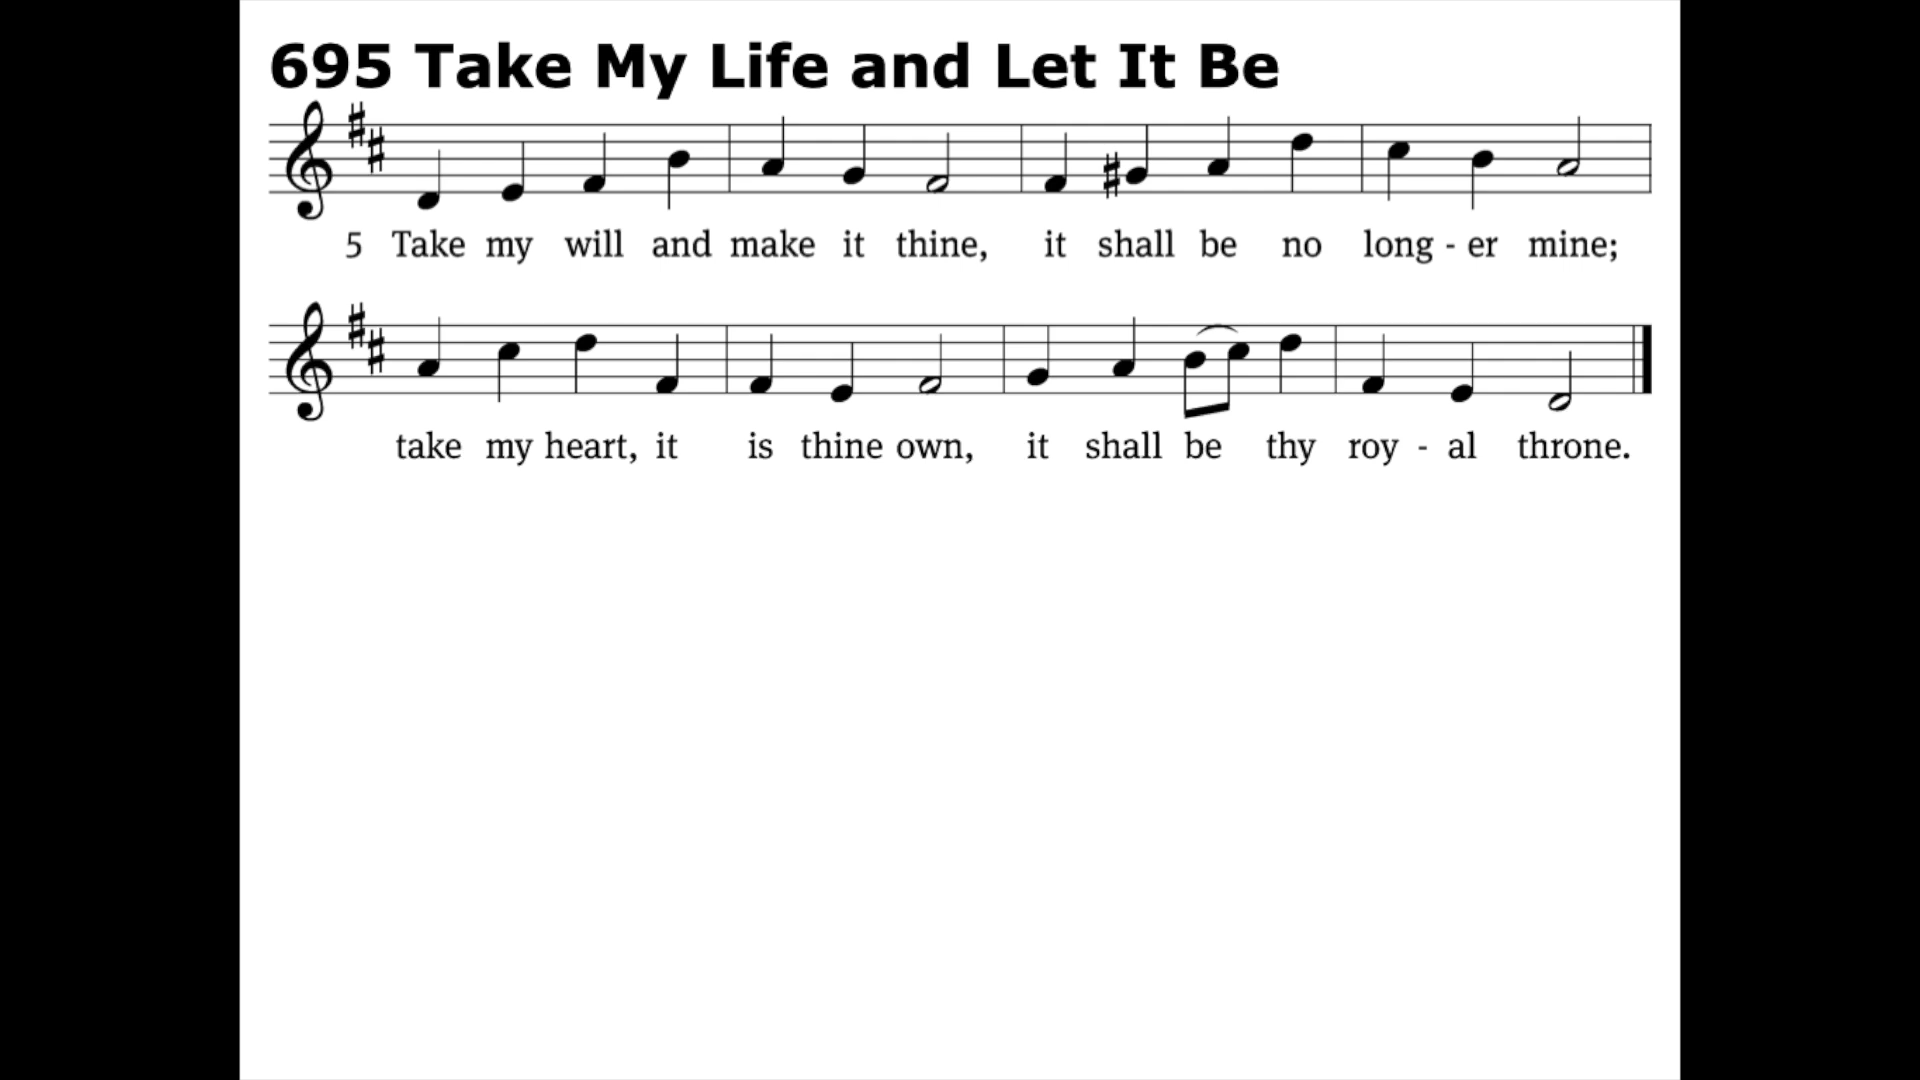 695 Take My Life and Let It Be
5 Take my will and make it thine, it shall be no long - er mine;
take my heart, it is thine own, it shall be thy roy - al throne.